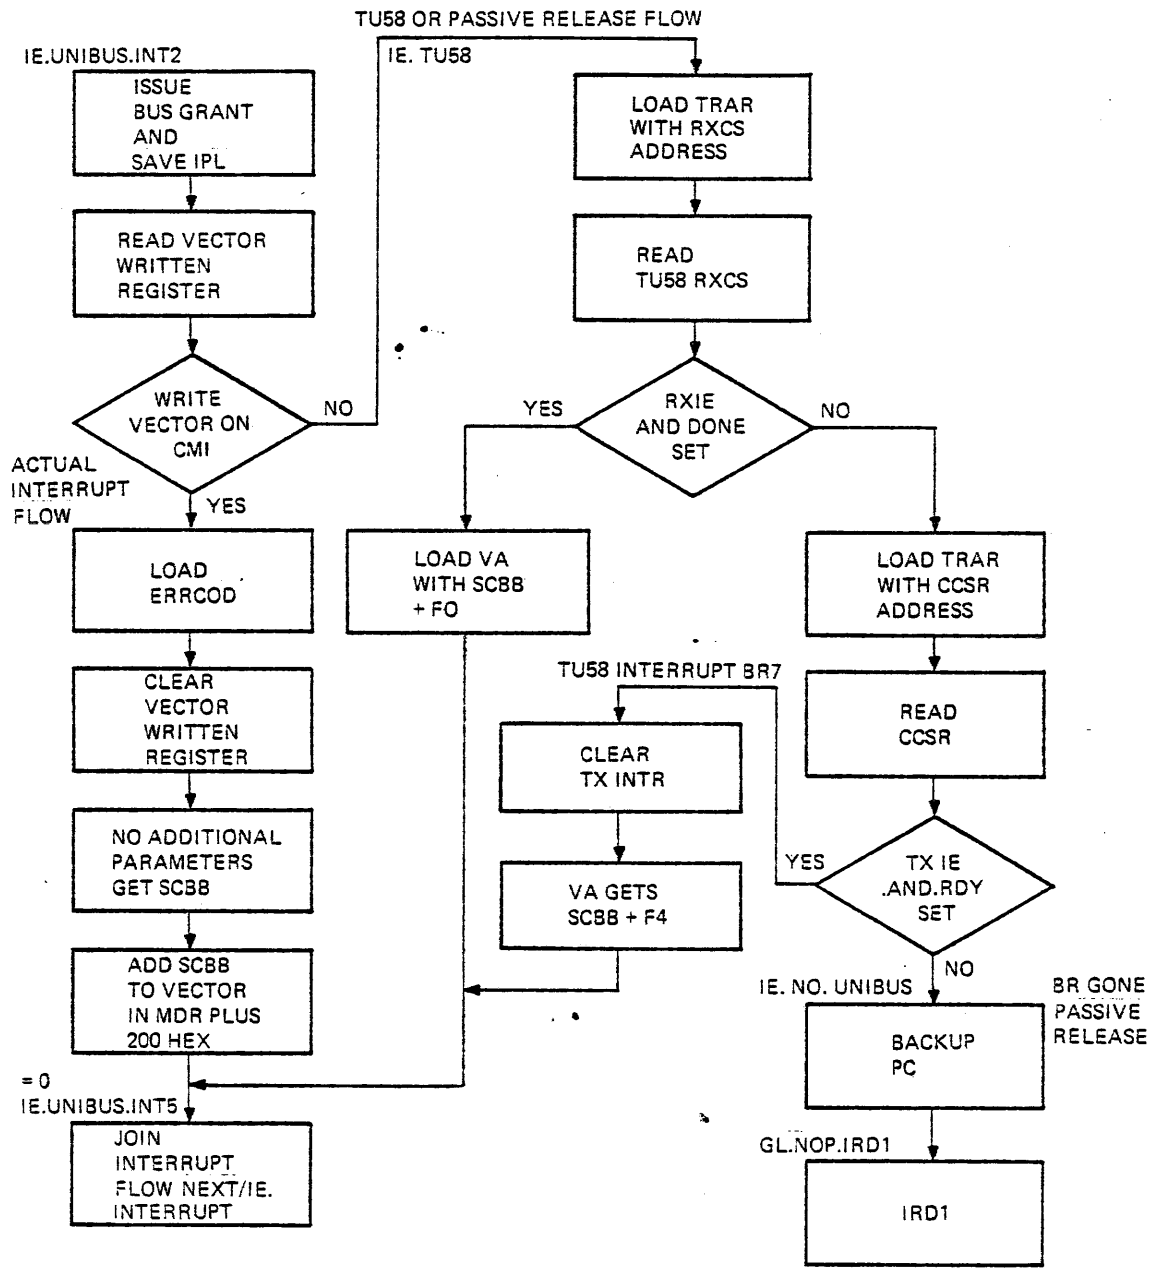 TU58 OR PASSIVE RELEASE FLOW
IE.UNIBUS.INT2
IE. TU58
ISSUE
BUS GRANT
AND
SAVE IPL
READ VECTOR
WRITTEN
REGISTER
WRITE
VECTOR ON
CMI
NO
ACTUAL
INTERRUPT
FLOW
YES
LOAD
ERRCOD
CLEAR
VECTOR
WRITTEN
REGISTER
NO ADDITIONAL
PARAMETERS
GET SCBB
ADD SCBB
TO VECTOR
IN MDR PLUS
200 HEX
= 0
IE.UNIBUS.INT5
JOIN
INTERRUPT
FLOW NEXT/IE.
INTERRUPT
LOAD TRAR
WITH RXCS
ADDRESS
READ
TU58 RXCS
RXIE
AND DONE
SET
YES
NO
LOAD VA
WITH SCBB
+ F0
LOAD TRAR
WITH CCSR
ADDRESS
READ
CCSR
TU58 INTERRUPT BR7
CLEAR
TX INTR
VA GETS
SCBB + F4
YES
TX IE
.AND.RDY
SET
NO
IE. NO. UNIBUS
BR GONE
PASSIVE
RELEASE
BACKUP
PC
GL.NOP.IRD1
IRD1